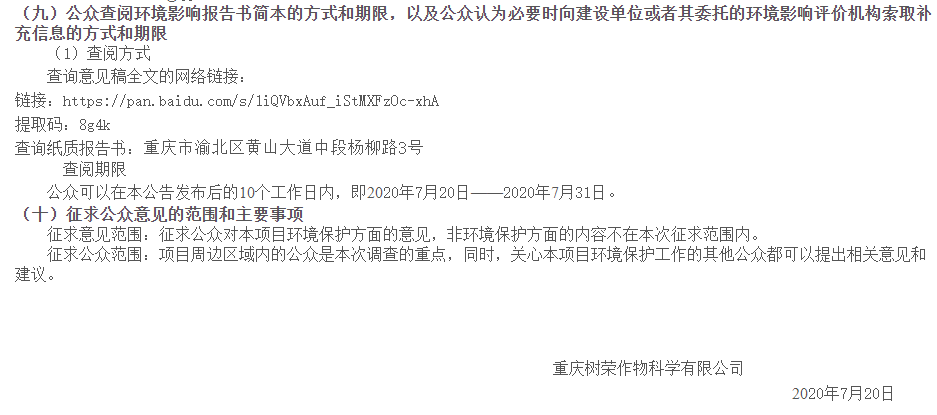 （九）公众查阅环境影响报告书简本的方式和期限，以及公众认为必要时向建设单位或者其委托的环境影响评价机构索取补
充信息的方式和期限
（1）查阅方式
查询意见稿全文的网络链接：
链接：https://pan.baidu.com/s/1iQVbxAuf_iStMXFzOc-xhA
提取码：8g4k
查询纸质报告书：重庆市渝北区黄山大道中段杨柳路3号
查阅期限
公众可以在本公告发布后的10个工作日内，即2020年7月20日——2020年7月31日。
（十）征求公众意见的范围和主要事项
征求意见范围：征求公众对本项目环境保护方面的意见，非环境保护方面的内容不在本次征求范围内。
征求公众范围：项目周边区域内的公众是本次调查的重点，同时，关心本项目环境保护工作的其他公众都可以提出相关意见和
建议。
重庆树荣作物科学有限公司
2020年7月20日